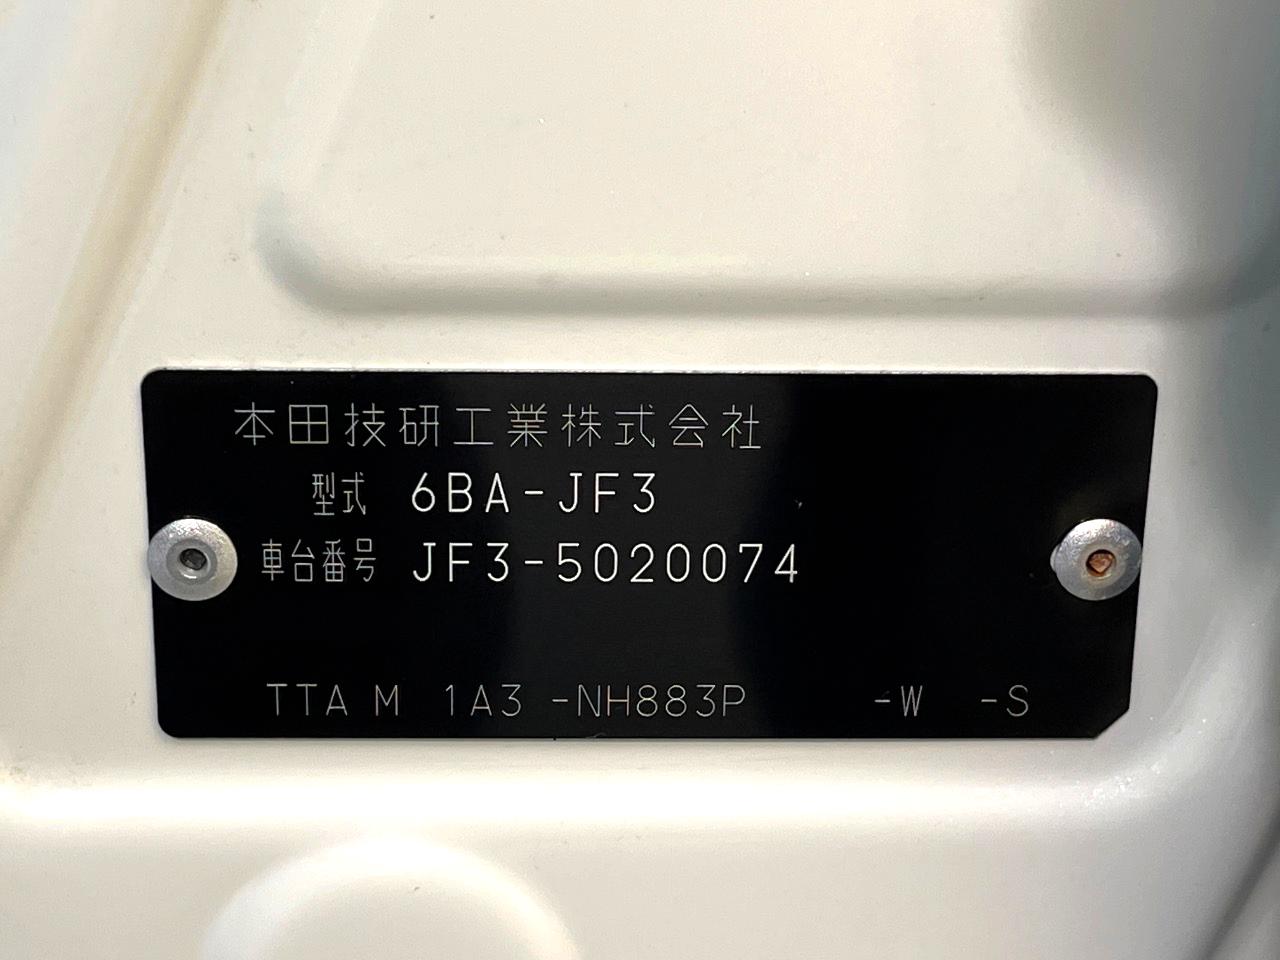 本田技研工業株式会社
型式 6BA-JF3
車台番号 JF3-5020074
TTA M 1A3 -NH883P -W -S